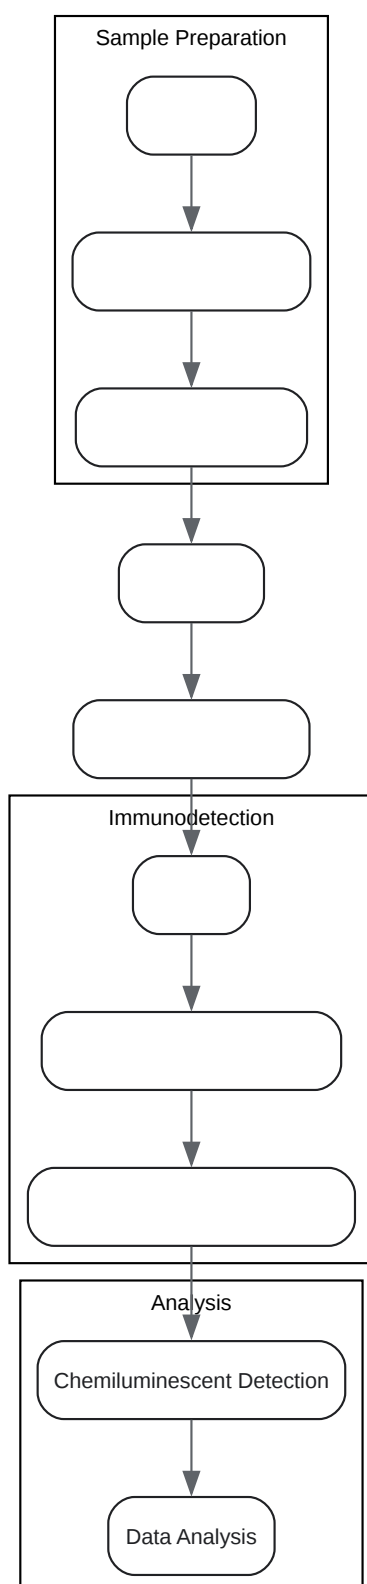 Sample Preparation
Immunodetection
Analysis
Chemiluminescent Detection
Data Analysis